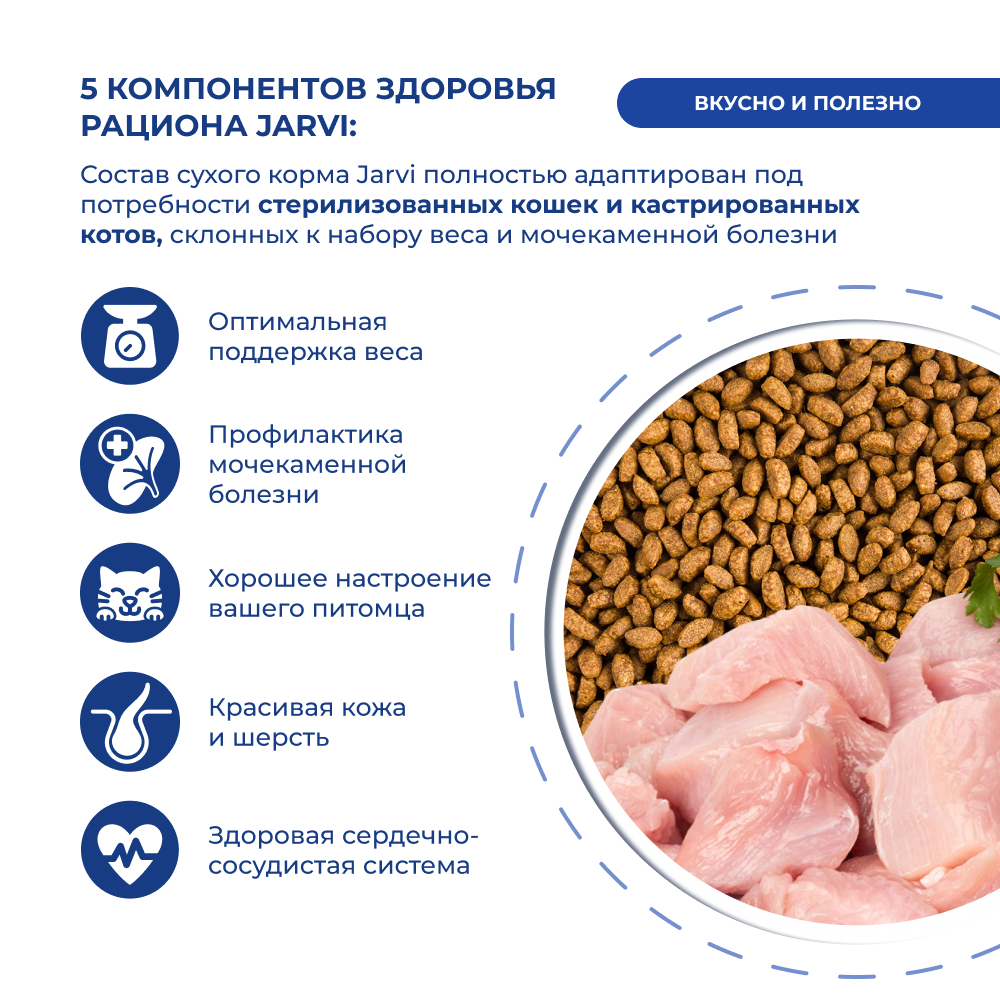 5 КОМПОНЕНТОВ ЗДОРОВЬЯ
РАЦИОНА JARVI:
ВКУСНО И ПОЛЕЗНО
Состав сухого корма Jarvi полностью адаптирован под
потребности стерилизованных кошек и кастрированных
котов, склонных к набору веса и мочекаменной болезни
Оптимальная
поддержка веса
Профилактика
мочекаменной
болезни
Хорошее настроение
вашего питомца
Красивая кожа
и шерсть
Здоровая сердечно-
сосудистая система